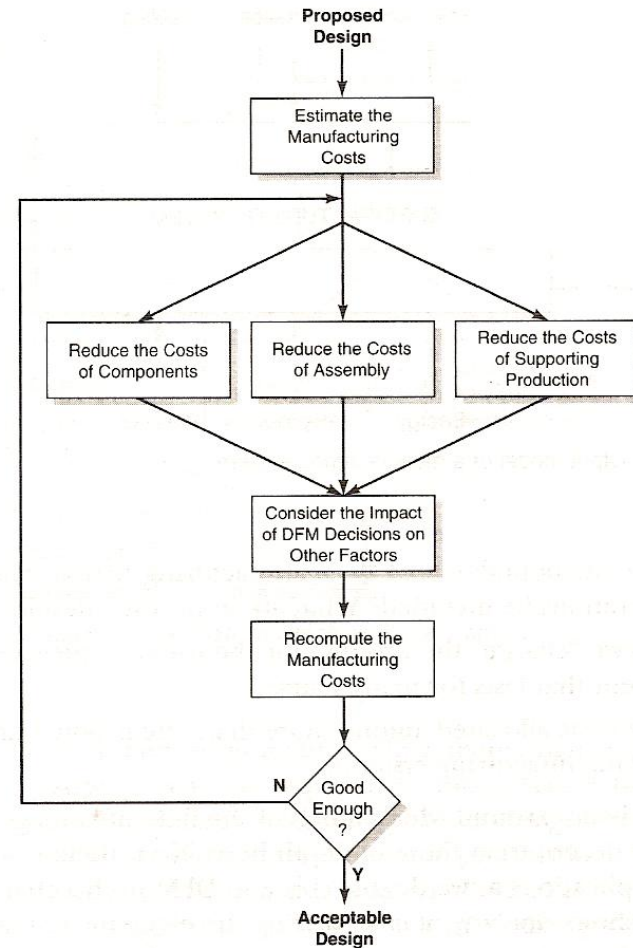 Proposed
Design
Estimate the
Manufacturing
Costs
Reduce the Costs
of Components
Reduce the Costs
of Assembly
Reduce the Costs
of Supporting
Production
Consider the Impact
of DFM Decisions on
Other Factors
Recompute the
Manufacturing
Costs
N
Good
Enough
?
Y
Acceptable
Design